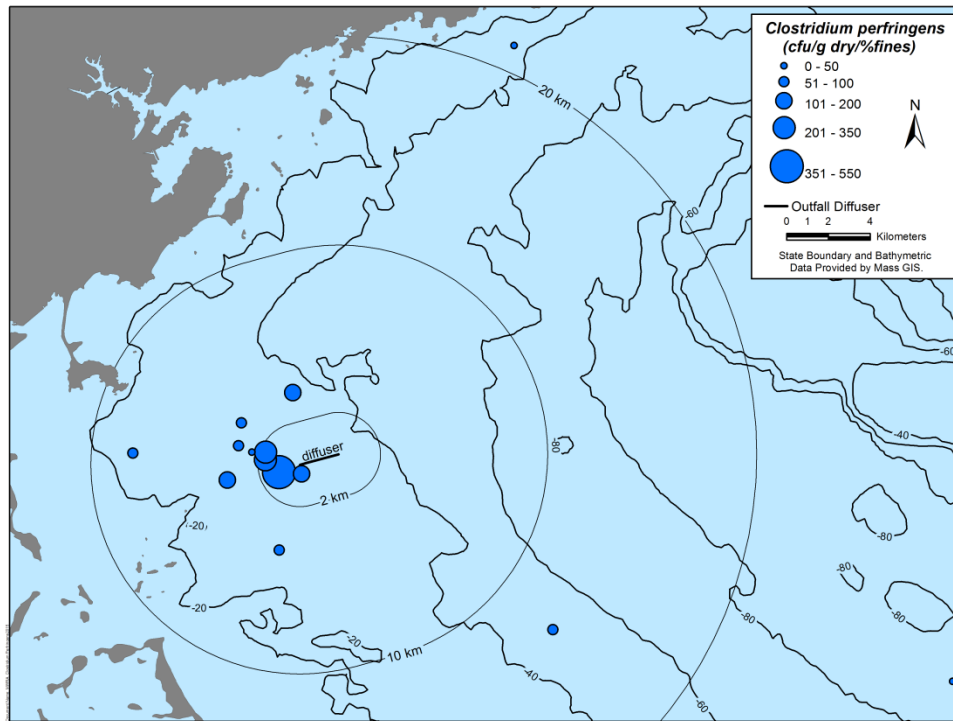 Clostridium perfringens
(cfu/g dry/%fines)
0 - 50
51 - 100
101 - 200
201 - 350
351 - 550
N
Outfall Diffuser
0 1 2 4
Kilometers
State Boundary and Bathymetric
Data Provided by Mass GIS.
20 km
-60
-60
-40
-80
diffuser
2 km
-20
-80
-80
-80
-20
-20
10 km
-40
-60
-80